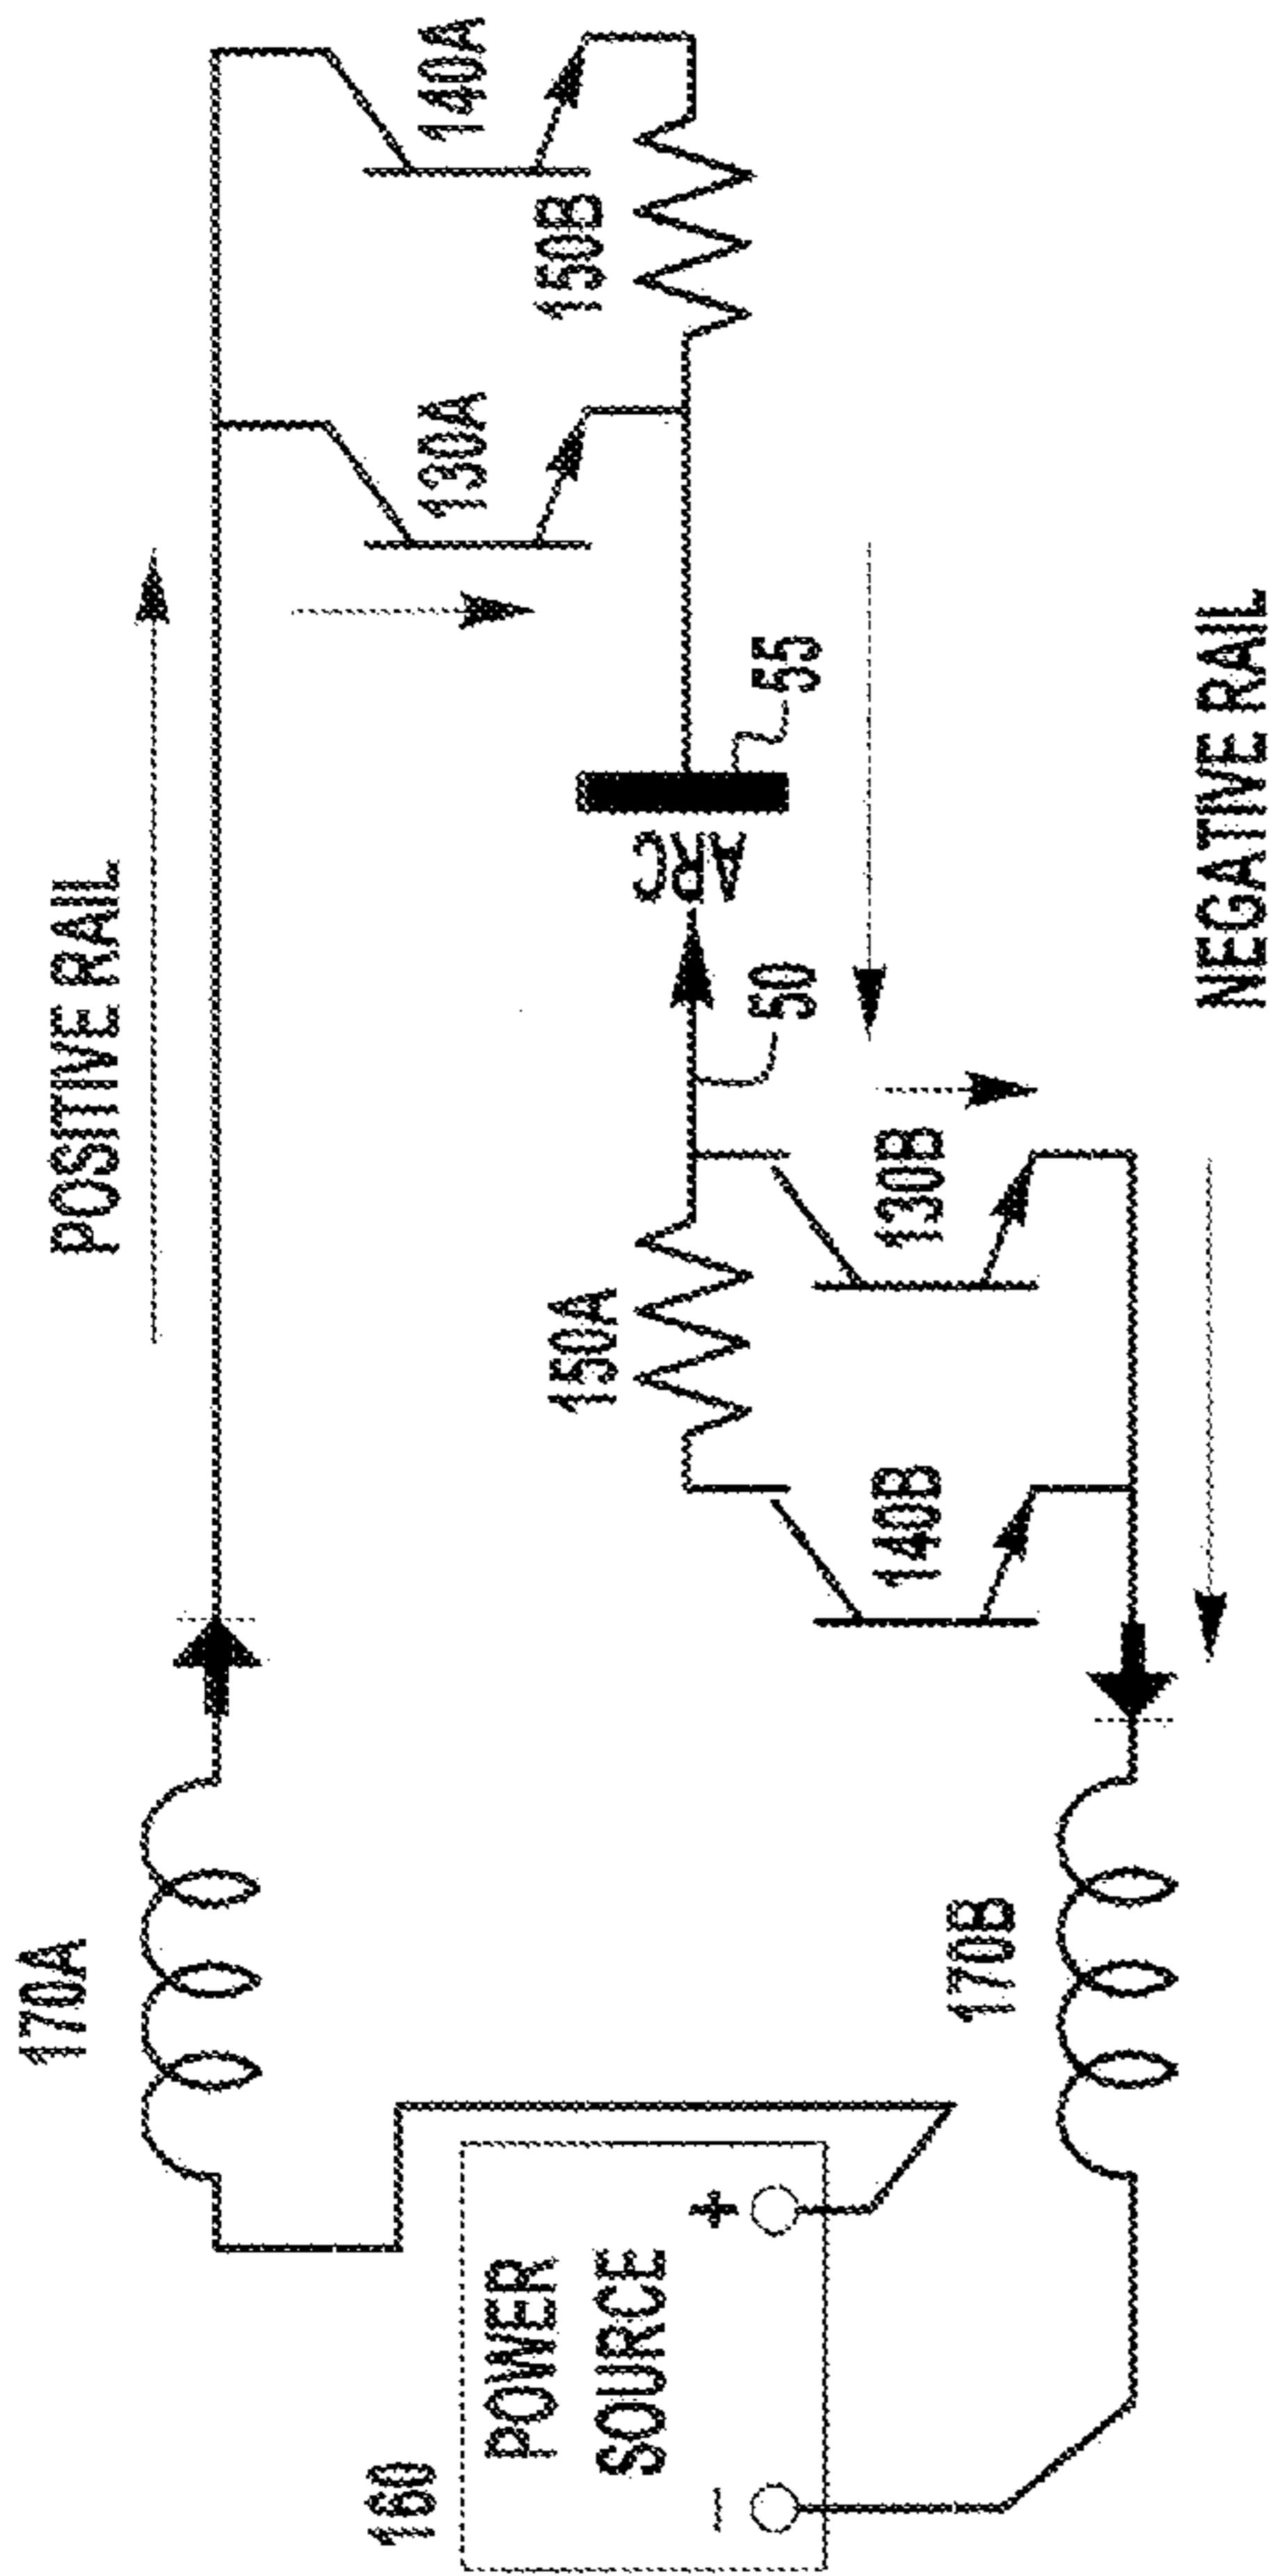 POSITIVE RAIL
170A
140A
130A
150B
160
POWER
SOURCE
+
−
150A
50
ARC
55
140B
130B
170B
NEGATIVE RAIL